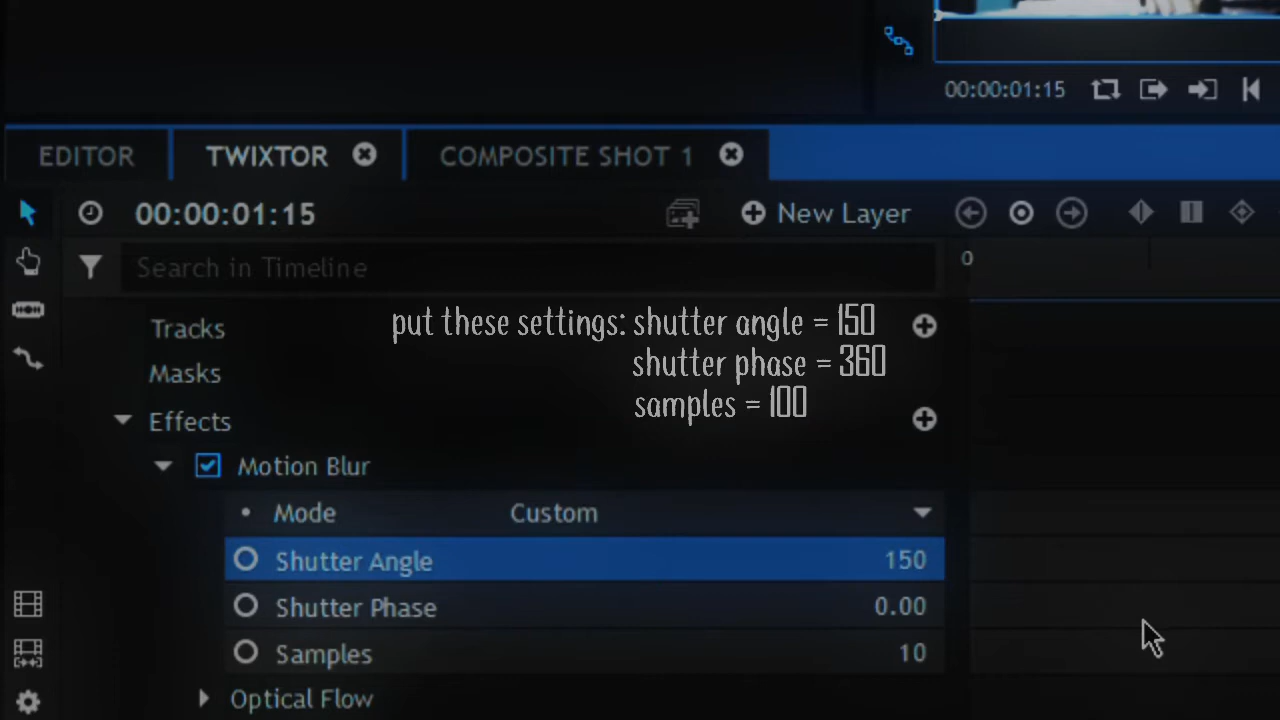 00:00:01:15
EDITOR
TWIXTOR
COMPOSITE SHOT 1
00:00:01:15
New Layer
Search in Timeline
0
Tracks
put these settings: shutter angle = 150
shutter phase = 360
samples = 100
Masks
Effects
Motion Blur
Mode Custom
Shutter Angle 150
Shutter Phase 0.00
Samples 10
Optical Flow